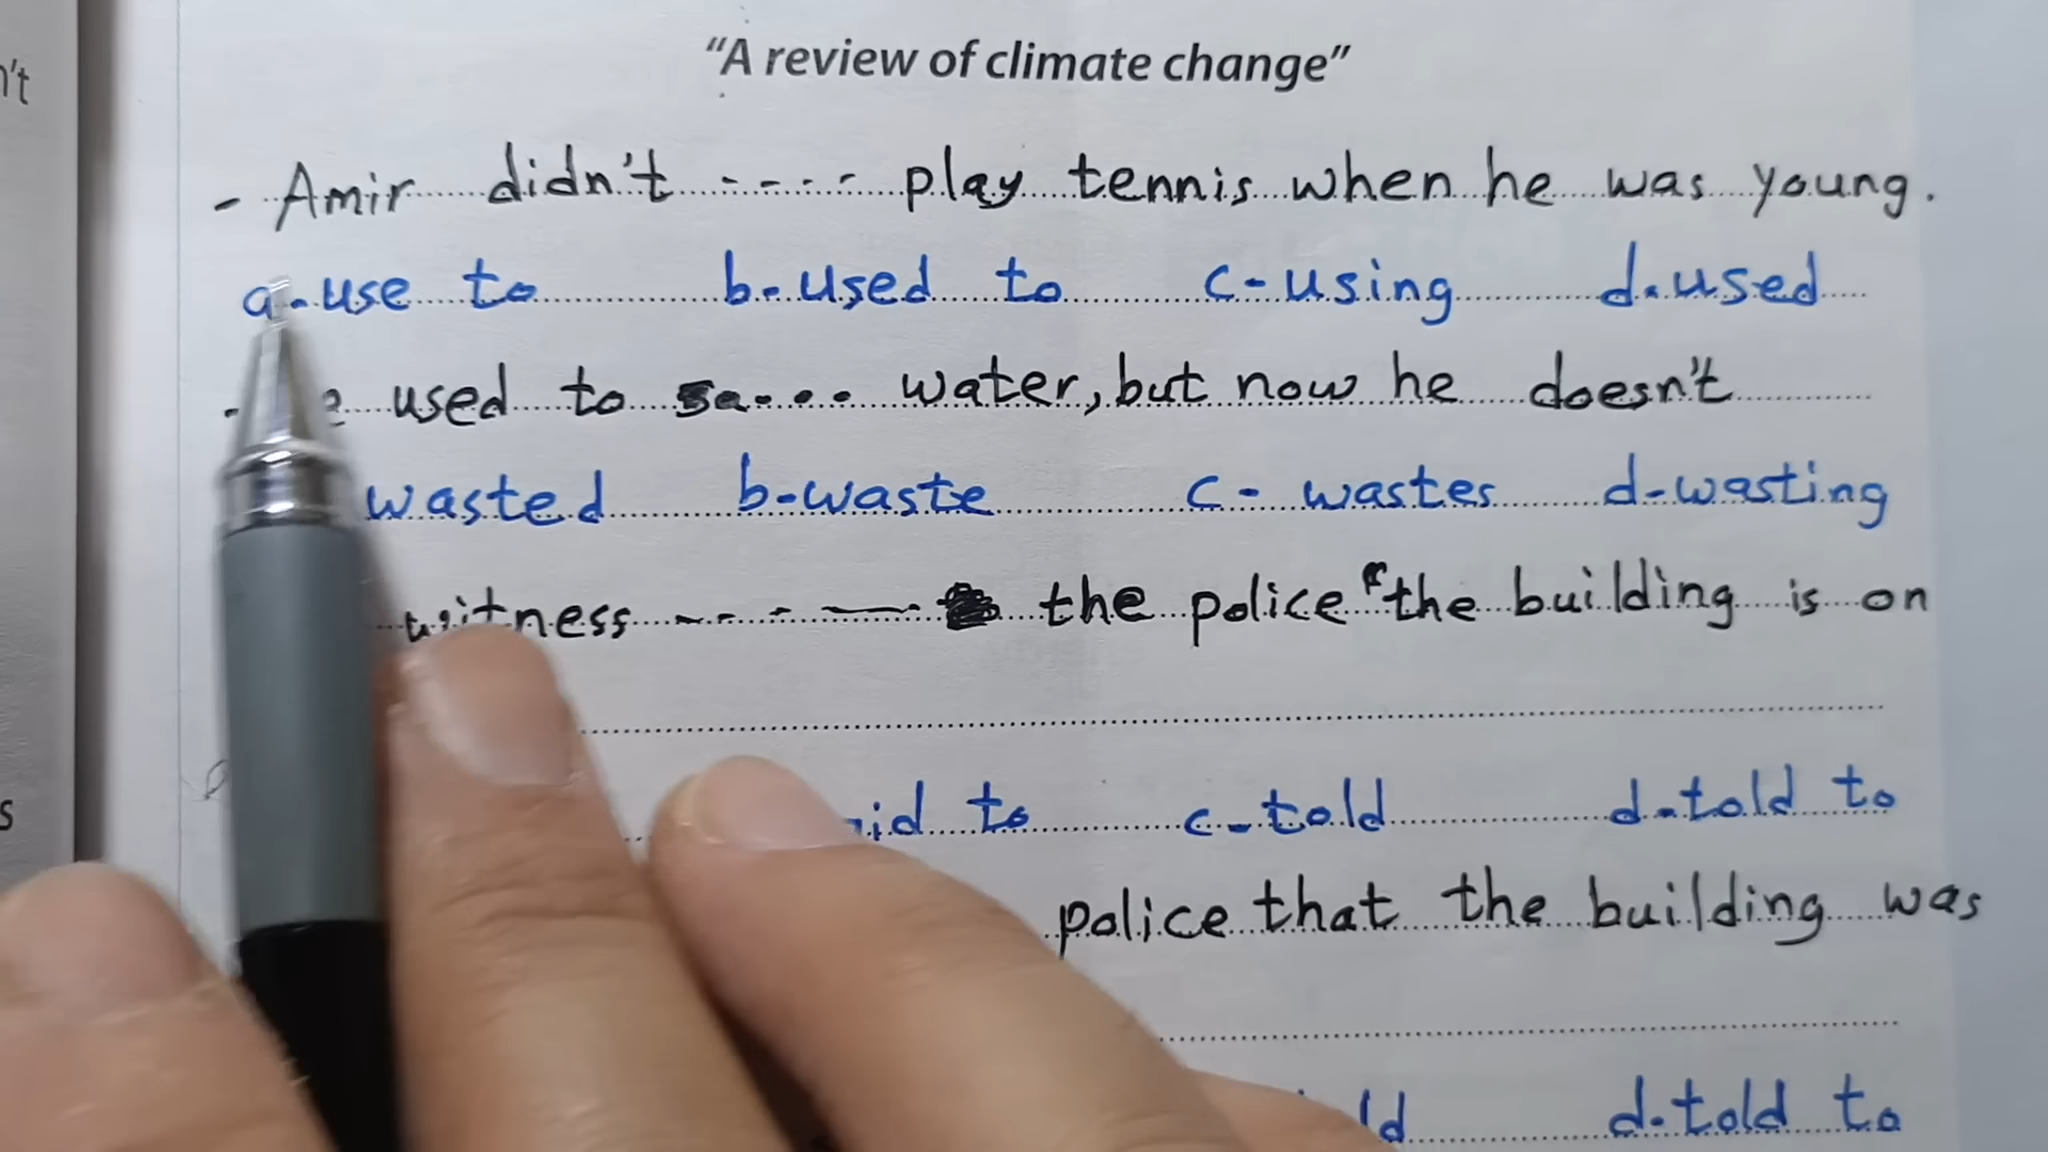 n't
"A review of climate change"
- Amir didn't ---- play tennis when he was young.
a-use to b-used to c-using d-used
- used to .... water, but now he doesn't
wasted b-waste c- wastes d-wasting
witness ---- the police "the building is on
to c-told d-told to
s
police that the building was
d-told to